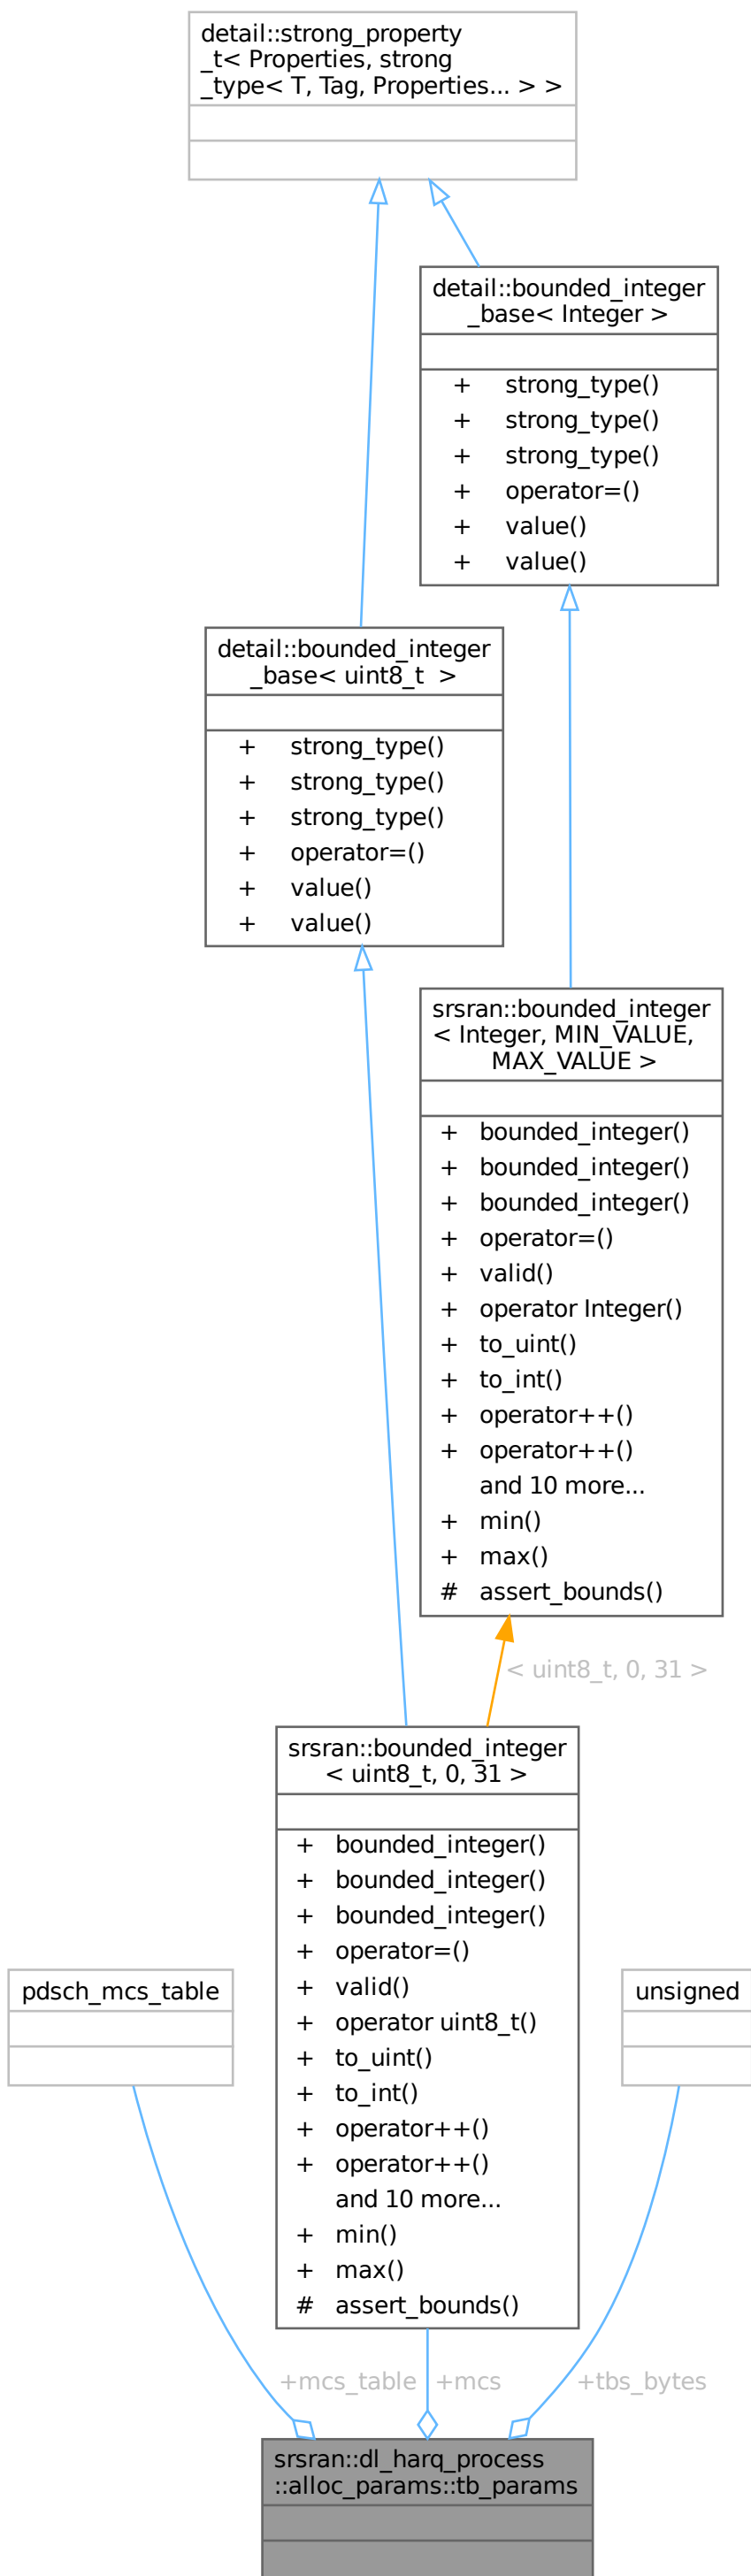 detail::strong_property
_t< Properties, strong
_type< T, Tag, Properties... > >
detail::bounded_integer
_base< Integer >
+ strong_type()
+ strong_type()
+ strong_type()
+ operator=()
+ value()
+ value()
detail::bounded_integer
_base< uint8_t  >
+ strong_type()
+ strong_type()
+ strong_type()
+ operator=()
+ value()
+ value()
srsran::bounded_integer
< Integer, MIN_VALUE,
MAX_VALUE >
+ bounded_integer()
+ bounded_integer()
+ bounded_integer()
+ operator=()
+ valid()
+ operator Integer()
+ to_uint()
+ to_int()
+ operator++()
+ operator++()
and 10 more...
+ min()
+ max()
# assert_bounds()
< uint8_t, 0, 31 >
srsran::bounded_integer
< uint8_t, 0, 31 >
+ bounded_integer()
+ bounded_integer()
+ bounded_integer()
+ operator=()
+ valid()
+ operator uint8_t()
+ to_uint()
+ to_int()
+ operator++()
+ operator++()
and 10 more...
+ min()
+ max()
# assert_bounds()
pdsch_mcs_table
unsigned
+mcs_table
+mcs
+tbs_bytes
srsran::dl_harq_process
::alloc_params::tb_params